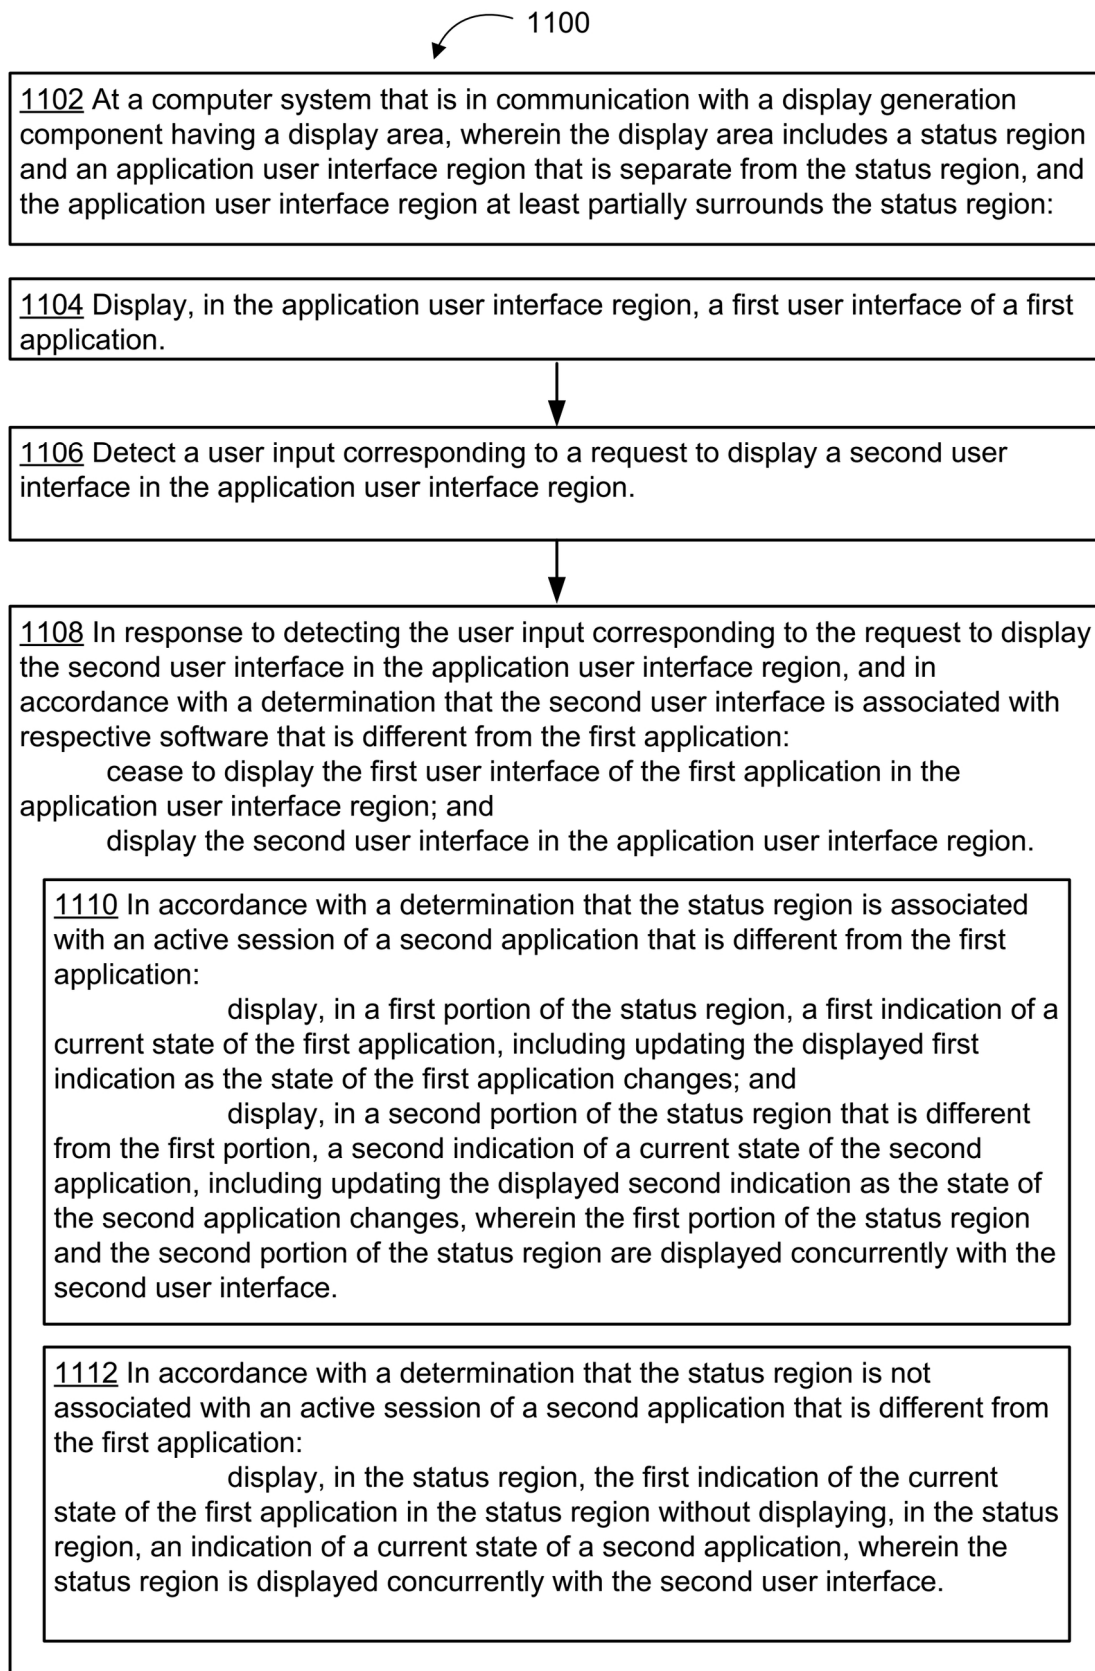 1100
1102 At a computer system that is in communication with a display generation
component having a display area, wherein the display area includes a status region
and an application user interface region that is separate from the status region, and
the application user interface region at least partially surrounds the status region:
1104 Display, in the application user interface region, a first user interface of a first
application.
1106 Detect a user input corresponding to a request to display a second user
interface in the application user interface region.
1108 In response to detecting the user input corresponding to the request to display
the second user interface in the application user interface region, and in
accordance with a determination that the second user interface is associated with
respective software that is different from the first application:
cease to display the first user interface of the first application in the
application user interface region; and
display the second user interface in the application user interface region.
1110 In accordance with a determination that the status region is associated
with an active session of a second application that is different from the first
application:
display, in a first portion of the status region, a first indication of a
current state of the first application, including updating the displayed first
indication as the state of the first application changes; and
display, in a second portion of the status region that is different
from the first portion, a second indication of a current state of the second
application, including updating the displayed second indication as the state of
the second application changes, wherein the first portion of the status region
and the second portion of the status region are displayed concurrently with the
second user interface.
1112 In accordance with a determination that the status region is not
associated with an active session of a second application that is different from
the first application:
display, in the status region, the first indication of the current
state of the first application in the status region without displaying, in the status
region, an indication of a current state of a second application, wherein the
status region is displayed concurrently with the second user interface.